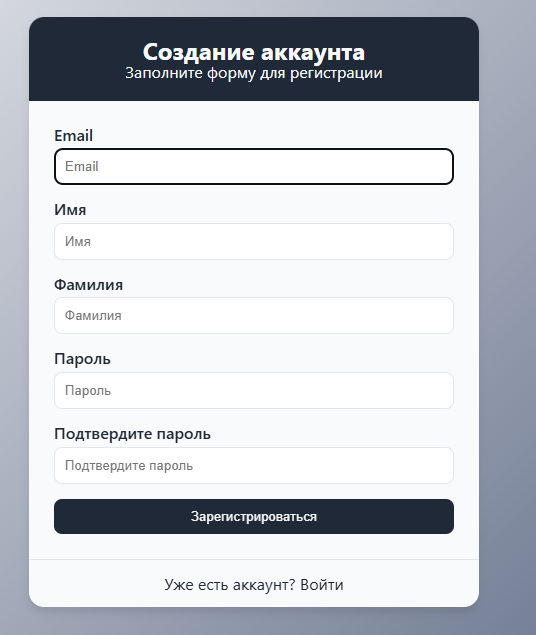 Создание аккаунта
Заполните форму для регистрации
Email
Email
Имя
Имя
Фамилия
Фамилия
Пароль
Пароль
Подтвердите пароль
Подтвердите пароль
Зарегистрироваться
Уже есть аккаунт? Войти